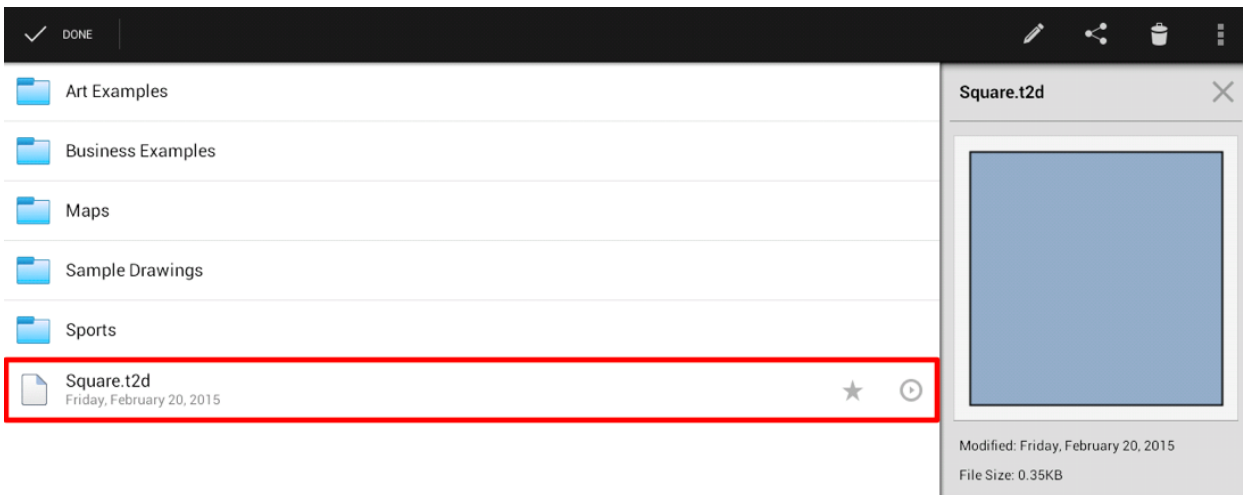 DONE
Art Examples
Business Examples
Maps
Sample Drawings
Sports
Square.t2d
Friday, February 20, 2015
Square.t2d
Modified: Friday, February 20, 2015
File Size: 0.35KB